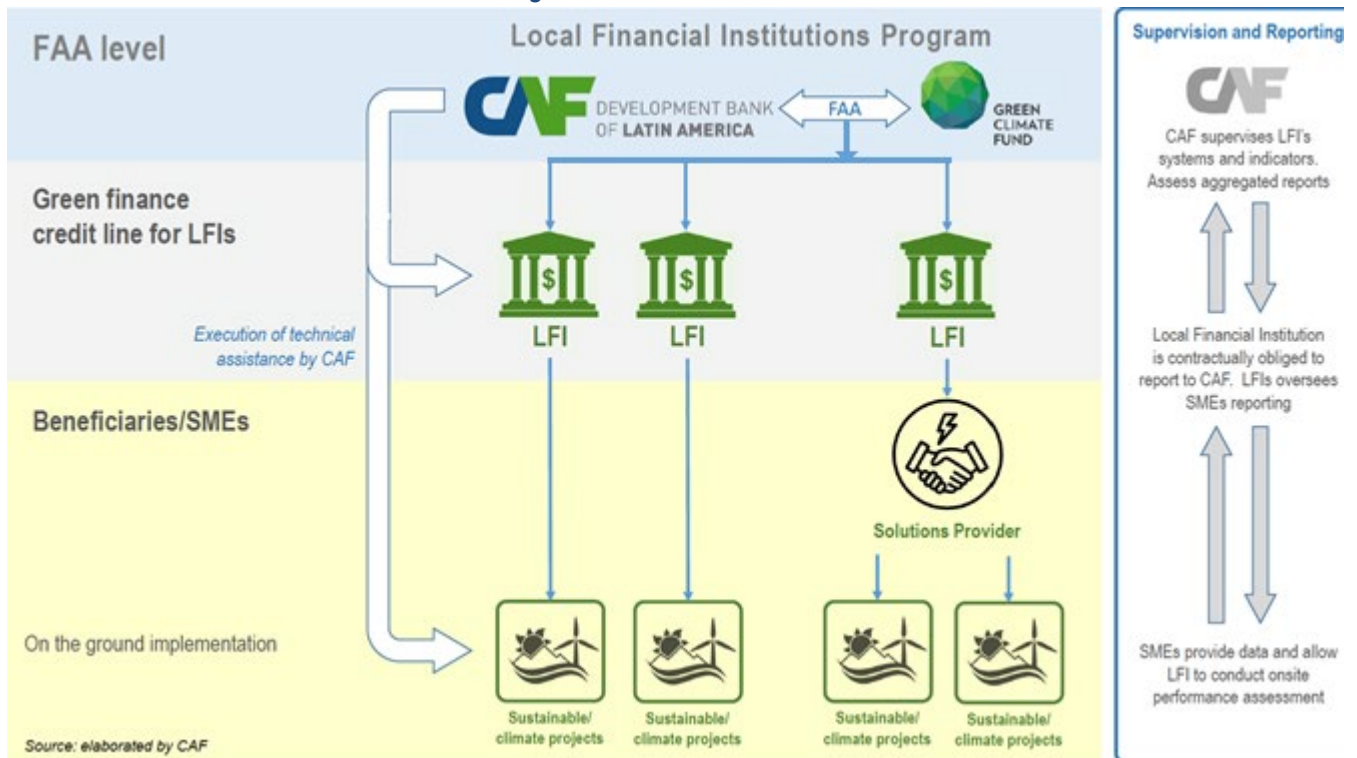 FAA level
Local Financial Institutions Program
CAF DEVELOPMENT BANK
OF LATIN AMERICA
FAA
GREEN
CLIMATE
FUND
Green finance
credit line for LFIs
$
$
$
LFI
LFI
LFI
Execution of technical
assistance by CAF
Beneficiaries/SMEs
Solutions Provider
On the ground implementation
Sustainable/
climate projects
Sustainable/
climate projects
Sustainable/
climate projects
Sustainable/
climate projects
Source: elaborated by CAF
Supervision and Reporting
CAF
CAF supervises LFI's
systems and indicators.
Assess aggregated reports
Local Financial Institution
is contractually obliged to
report to CAF. LFIs oversees
SMEs reporting
SMEs provide data and allow
LFI to conduct onsite
performance assessment